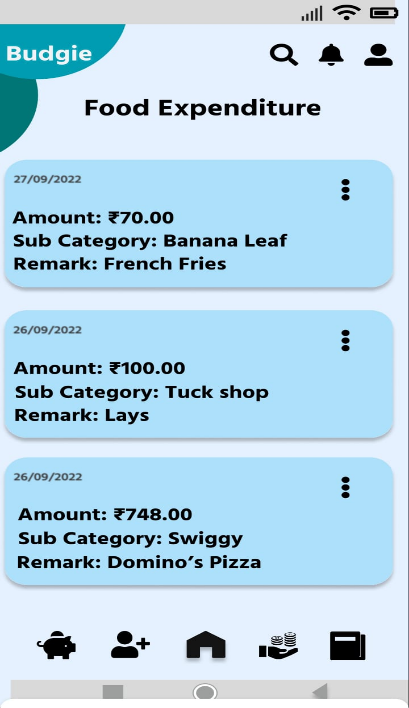 Budgie
Food Expenditure
27/09/2022
Amount: ₹70.00
Sub Category: Banana Leaf
Remark: French Fries
26/09/2022
Amount: ₹100.00
Sub Category: Tuck shop
Remark: Lays
26/09/2022
Amount: ₹748.00
Sub Category: Swiggy
Remark: Domino’s Pizza